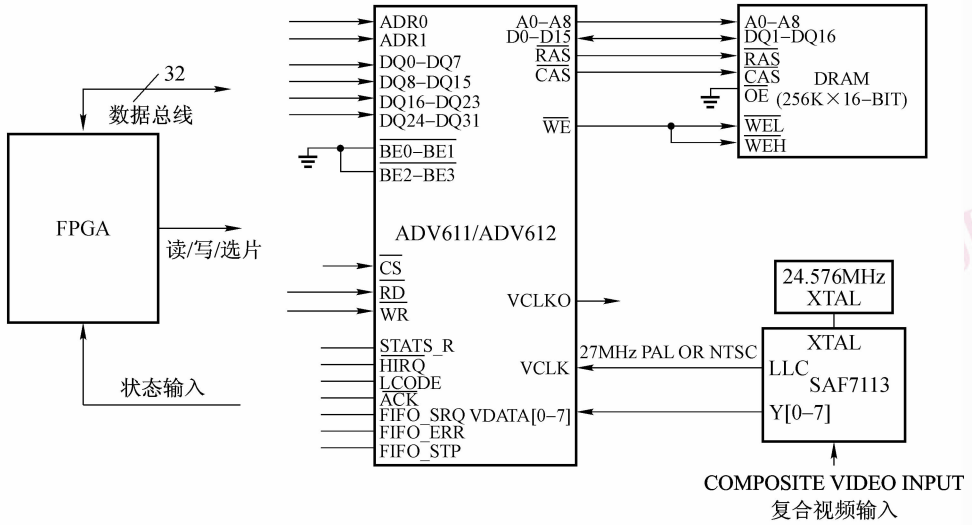 32
数据总线
FPGA
读/写/选片
状态输入
ADR0
ADR1
DQ0-DQ7
DQ8-DQ15
DQ16-DQ23
DQ24-DQ31
BE0-BE1
BE2-BE3
ADV611/ADV612
CS
RD
WR
STATS_R
HIRQ
LCODE
ACK
FIFO_SRQ
FIFO_ERR
FIFO_STP
A0-A8
D0-D15
RAS
CAS
WE
VCLKO
VCLK
VDATA[0-7]
A0-A8
DQ1-DQ16
RAS
CAS
OE
DRAM
(256K×16-BIT)
WEL
WEH
24.576MHz
XTAL
XTAL
27MHz PAL OR NTSC
LLC
SAF7113
Y[0-7]
COMPOSITE VIDEO INPUT
复合视频输入